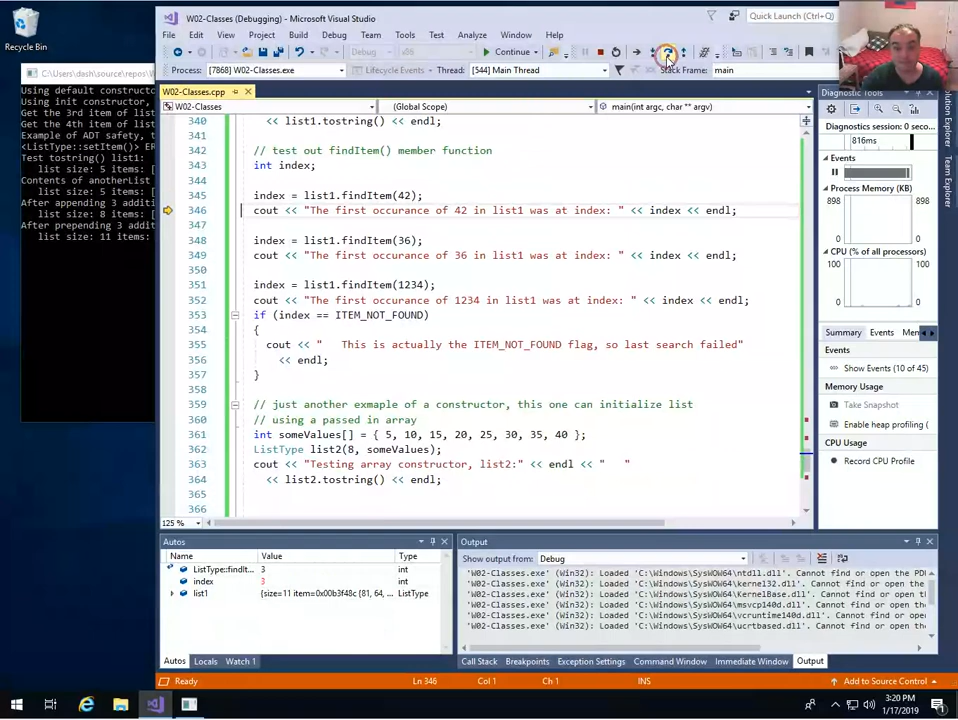 W02-Classes (Debugging) - Microsoft Visual Studio
Quick Launch (Ctrl+Q)
File Edit View Project Build Debug Team Tools Test Analyze Window Help
Debug x86 Continue
Process: [7868] W02-Classes.exe Lifecycle Events Thread: [544] Main Thread Stack Frame: main
Recycle Bin
C:\Users\dash\source\repos\W
Using default constructo
Using init constructor,
Get the 3rd item of list
Get the 4th item of list
Example of ADT safety, t
<ListType::setItem()> ER
Test tostring() list1:
list size: 5 items: [
Contents of anotherList
list size: 5 items: [
After appending 3 additi
list size: 8 items: [
After prepending 3 addit
list size: 11 items:
W02-Classes.cpp
W02-Classes (Global Scope) main(int argc, char ** argv)
340 << list1.tostring() << endl;
341
342 // test out findItem() member function
343 int index;
344
345 index = list1.findItem(42);
346 cout << "The first occurance of 42 in list1 was at index: " << index << endl;
347
348 index = list1.findItem(36);
349 cout << "The first occurance of 36 in list1 was at index: " << index << endl;
350
351 index = list1.findItem(1234);
352 cout << "The first occurance of 1234 in list1 was at index: " << index << endl;
353 if (index == ITEM_NOT_FOUND)
354 {
355 cout << "   This is actually the ITEM_NOT_FOUND flag, so last search failed"
356 << endl;
357 }
358
359 // just another exmaple of a constructor, this one can initialize list
360 // using a passed in array
361 int someValues[] = { 5, 10, 15, 20, 25, 30, 35, 40 };
362 ListType list2(8, someValues);
363 cout << "Testing array constructor, list2:" << endl << "   "
364 << list2.tostring() << endl;
365
366
125 %
Diagnostic Tools
Diagnostics session: 0 seco...
816ms
Events
Process Memory (KB)
898 898
0 0
CPU (% of all processors)
100 100
0 0
Summary Events Men
Events
Show Events (10 of 45)
Memory Usage
Take Snapshot
Enable heap profiling (
CPU Usage
Record CPU Profile
Solution Explorer
Team Explorer
Autos
Name Value Type
ListType::findIt... 3 int
index 3 int
list1 {size=11 items=0x00b3f48c {81, 64, ... ListType
Autos Locals Watch 1
Output
Show output from: Debug
'W02-Classes.exe' (Win32): Loaded 'C:\Windows\SysWOW64\ntdll.dll'. Cannot find or open the PD
'W02-Classes.exe' (Win32): Loaded 'C:\Windows\SysWOW64\kernel32.dll'. Cannot find or open the
'W02-Classes.exe' (Win32): Loaded 'C:\Windows\SysWOW64\KernelBase.dll'. Cannot find or open t
'W02-Classes.exe' (Win32): Loaded 'C:\Windows\SysWOW64\msvcp140d.dll'. Cannot find or open th
'W02-Classes.exe' (Win32): Loaded 'C:\Windows\SysWOW64\vcruntime140d.dll'. Cannot find or ope
'W02-Classes.exe' (Win32): Loaded 'C:\Windows\SysWOW64\ucrtbased.dll'. Cannot find or open th
Call Stack Breakpoints Exception Settings Command Window Immediate Window Output
Ready Ln 346 Col 1 Ch 1 INS Add to Source Control
3:20 PM
1/17/2019